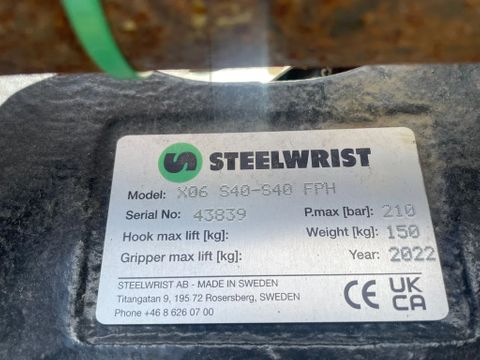 STEELWRIST
Model: X06 S40-S40 FPH
Serial No: 43839 P.max [bar]: 210
Hook max lift [kg]: Weight [kg]: 150
Gripper max lift [kg]: Year: 2022
STEELWRIST AB - MADE IN SWEDEN
Titangatan 9, 195 72 Rosersberg, SWEDEN
Phone +46 8 626 07 00
CE UK CA